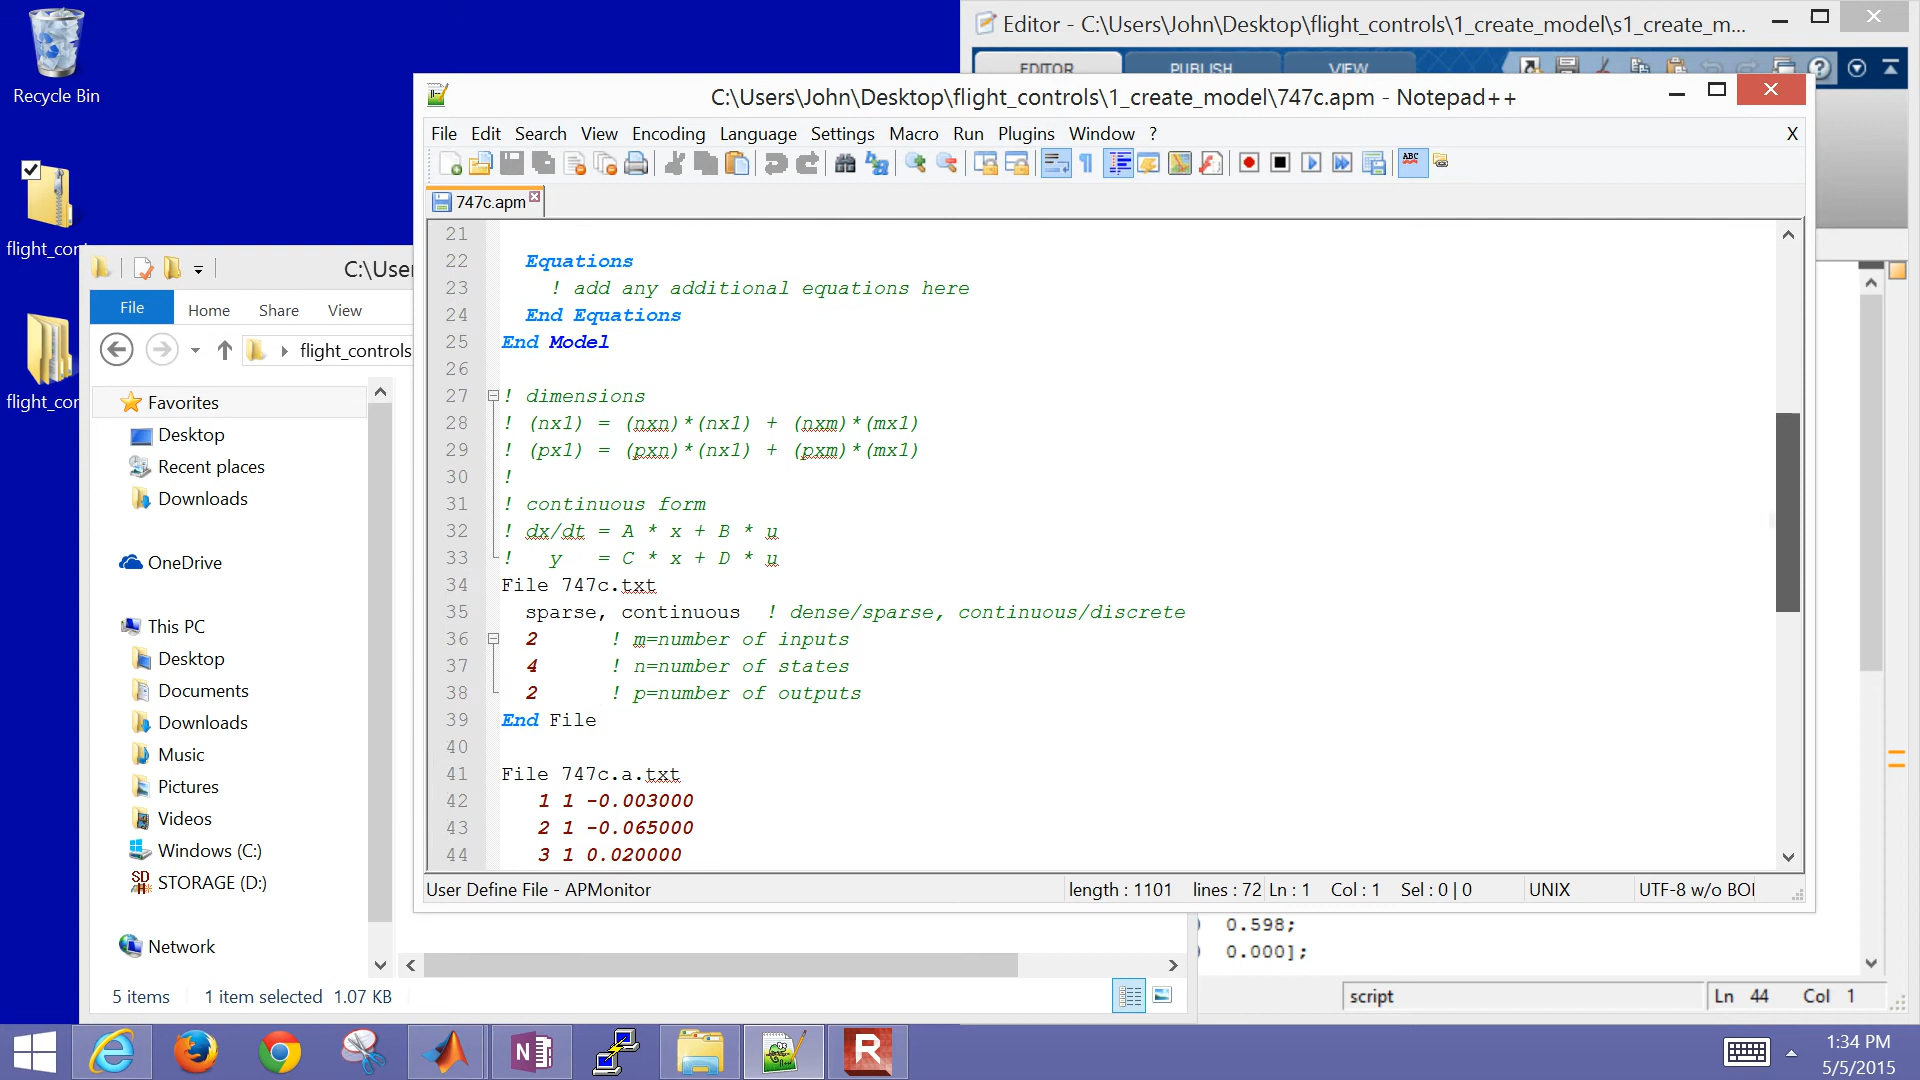 Recycle Bin
flight_con
flight_con
Editor - C:\Users\John\Desktop\flight_controls\1_create_model\s1_create_m...
EDITOR
PUBLISH
VIEW
C:\Users\John\Desktop\flight_controls\1_create_model\747c.apm - Notepad++
File Edit Search View Encoding Language Settings Macro Run Plugins Window ? X
747c.apm
21
22 Equations
23 ! add any additional equations here
24 End Equations
25 End Model
26
27 ! dimensions
28 ! (nx1) = (nxn)*(nx1) + (nxm)*(mx1)
29 ! (px1) = (pxn)*(nx1) + (pxm)*(mx1)
30 !
31 ! continuous form
32 ! dx/dt = A * x + B * u
33 ! y = C * x + D * u
34 File 747c.txt
35 sparse, continuous ! dense/sparse, continuous/discrete
36 2 ! m=number of inputs
37 4 ! n=number of states
38 2 ! p=number of outputs
39 End File
40
41 File 747c.a.txt
42 1 1 -0.003000
43 2 1 -0.065000
44 3 1 0.020000
User Define File - APMonitor length : 1101 lines : 72 Ln : 1 Col : 1 Sel : 0 | 0 UNIX UTF-8 w/o BOI
C:\User
File Home Share View
flight_controls
Favorites
Desktop
Recent places
Downloads
OneDrive
This PC
Desktop
Documents
Downloads
Music
Pictures
Videos
Windows (C:)
STORAGE (D:)
Network
5 items 1 item selected 1.07 KB
) 0.598;
) 0.000];
script Ln 44 Col 1
1:34 PM
5/5/2015